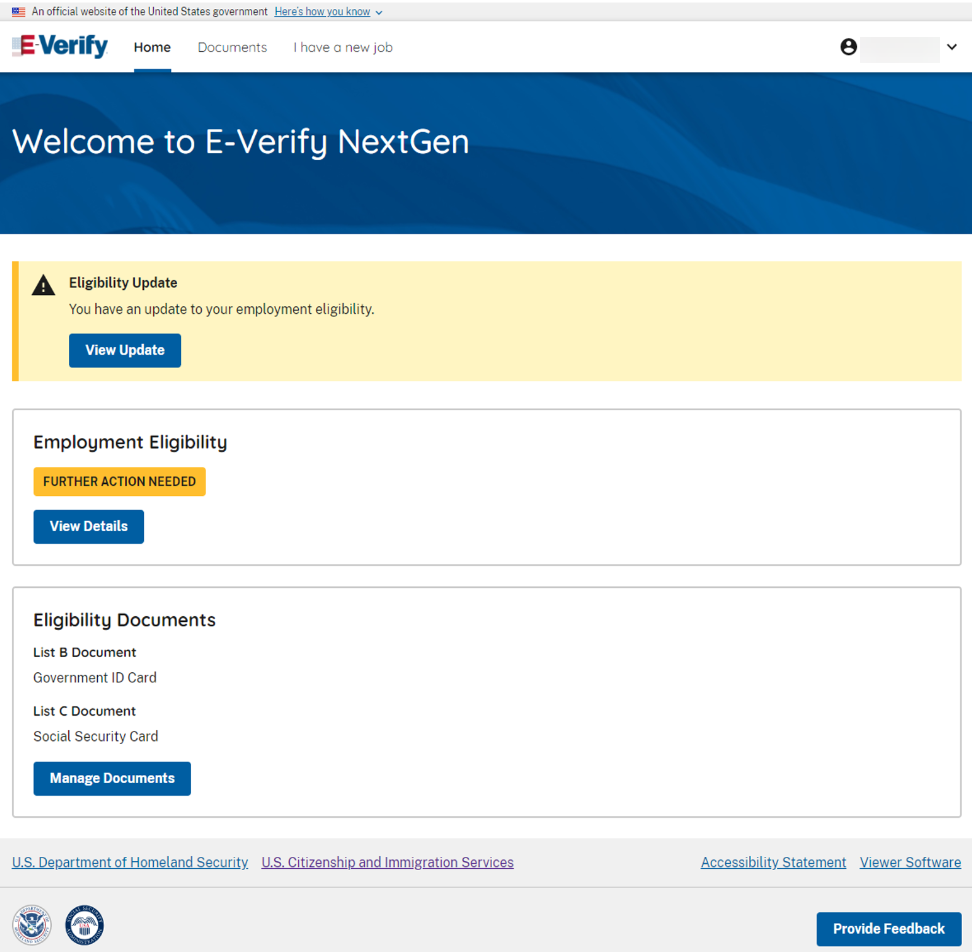 An official website of the United States government Here's how you know
E-Verify Home Documents I have a new job
Welcome to E-Verify NextGen
Eligibility Update
You have an update to your employment eligibility.
View Update
Employment Eligibility
FURTHER ACTION NEEDED
View Details
Eligibility Documents
List B Document
Government ID Card
List C Document
Social Security Card
Manage Documents
U.S. Department of Homeland Security U.S. Citizenship and Immigration Services Accessibility Statement Viewer Software
Provide Feedback